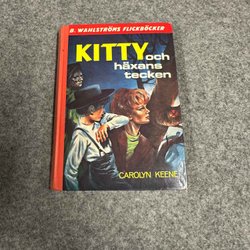 B. WAHLSTRÖMS FLICKBÖCKER
KITTY och
häxans
tecken
CAROLYN KEENE